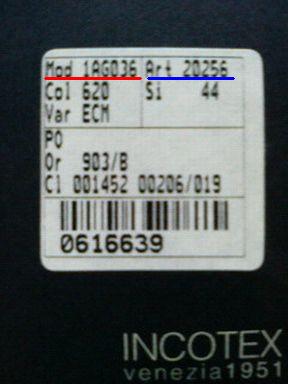 Mod 1AG036 Art 20256
Col 620 Si 44
Var ECM
PO
Or 903/B
Cl 001452 00206/019
0616639
INCOTEX
venezia1951